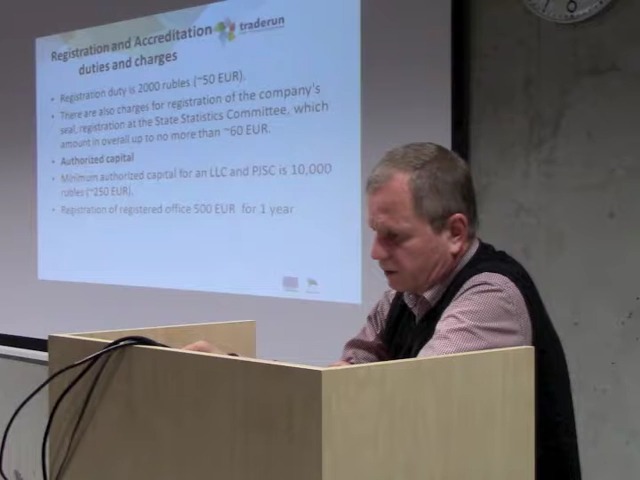 Registration and Accreditation
duties and charges
traderun
• Registration duty is 2000 rubles (~50 EUR).
• There are also charges for registration of the company's
seal, registration at the State Statistics Committee, which
amount in overall up to no more than ~60 EUR.
• Authorized capital
• Minimum authorized capital for an LLC and PJSC is 10,000
rubles (~250 EUR).
• Registration of registered office 500 EUR for 1 year